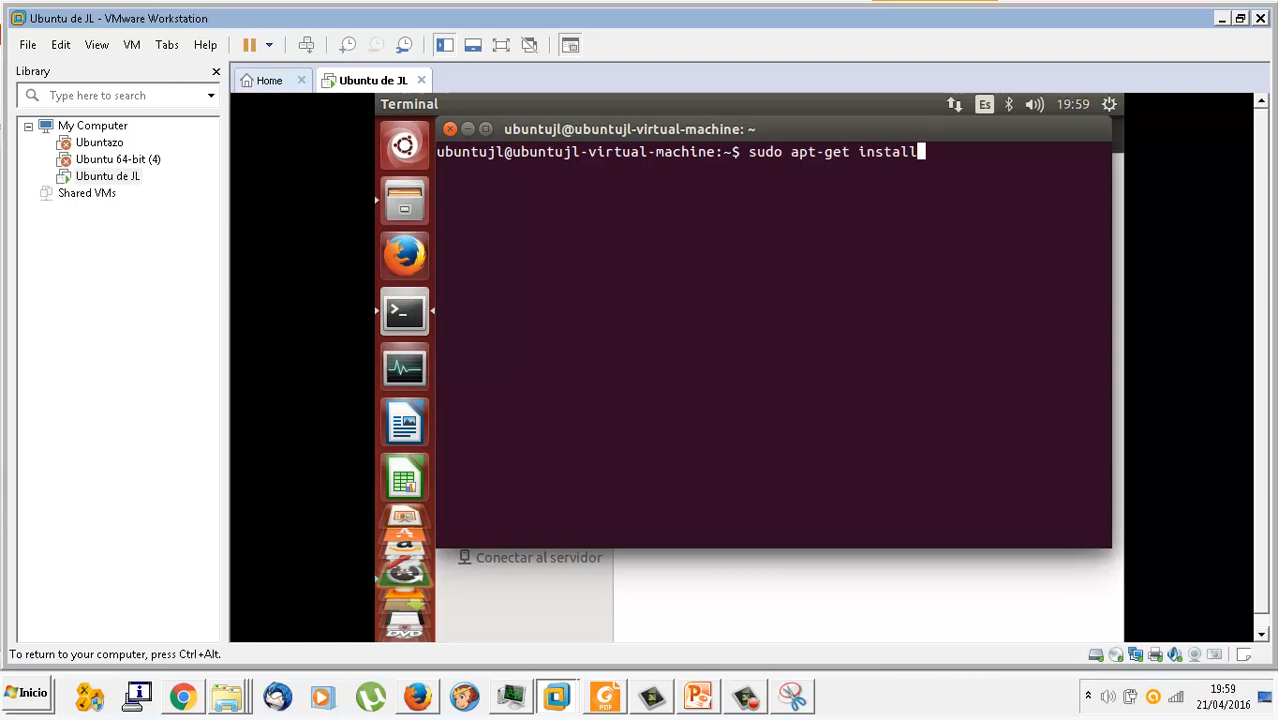 Ubuntu de JL - VMware Workstation
File Edit View VM Tabs Help
Library
Type here to search
My Computer
Ubuntazo
Ubuntu 64-bit (4)
Ubuntu de JL
Shared VMs
Home
Ubuntu de JL
Terminal
Es
19:59
ubuntujl@ubuntujl-virtual-machine: ~
ubuntujl@ubuntujl-virtual-machine:~$ sudo apt-get install
Conectar al servidor
To return to your computer, press Ctrl+Alt.
Inicio
PDF
19:59
21/04/2016